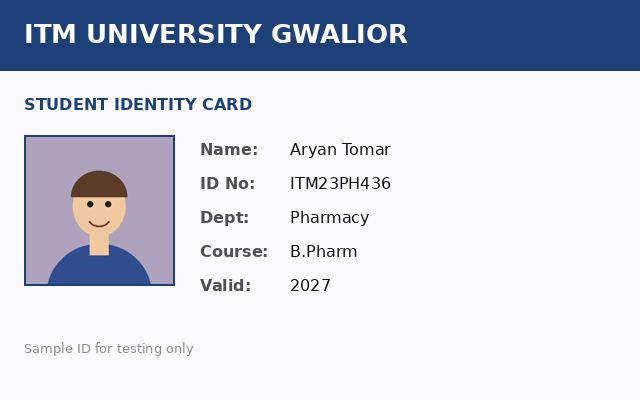 ITM UNIVERSITY GWALIOR
STUDENT IDENTITY CARD
Name: Aryan Tomar
ID No: ITM23PH436
Dept: Pharmacy
Course: B.Pharm
Valid: 2027
Sample ID for testing only